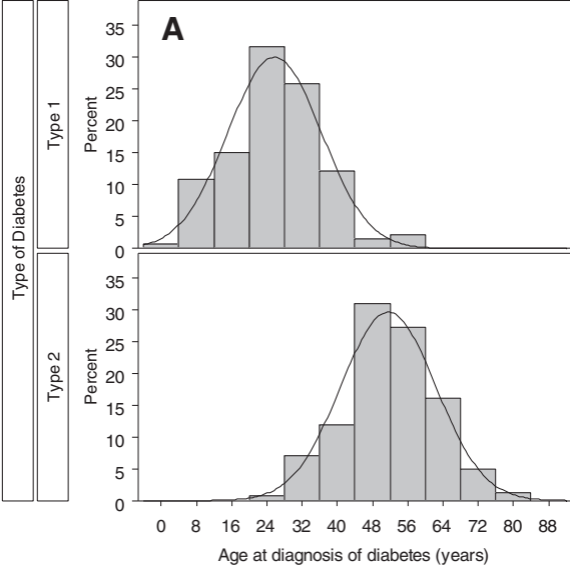 A
Type of Diabetes
Type 1
Percent
35
30
25
20
15
10
5
0
Type 2
Percent
35
30
25
20
15
10
5
0
0 8 16 24 32 40 48 56 64 72 80 88
Age at diagnosis of diabetes (years)